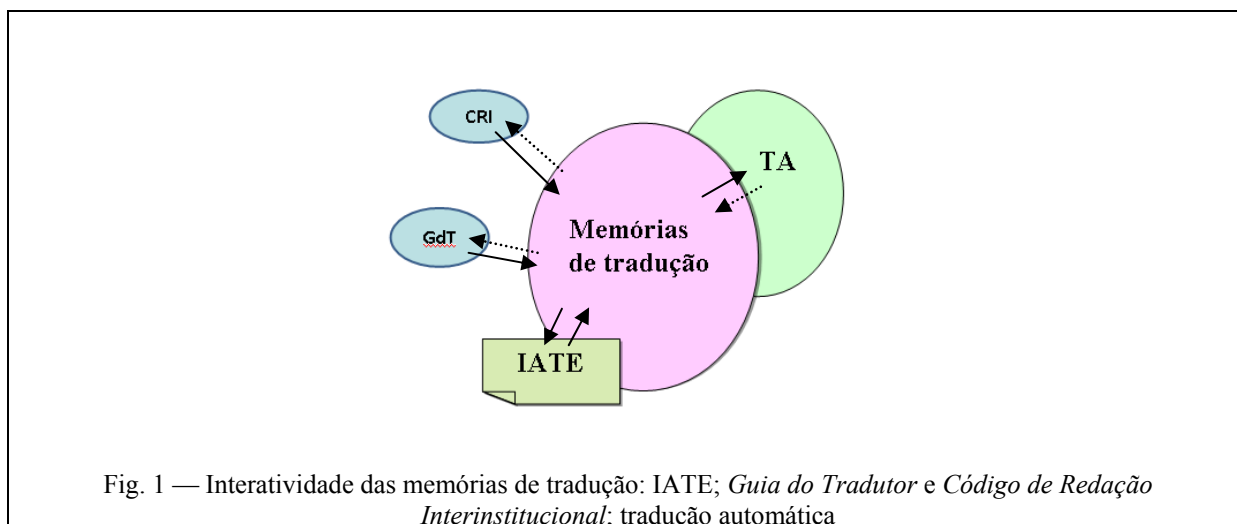 CRI
TA
GdT
Memórias
de tradução
IATE
Fig. 1 — Interatividade das memórias de tradução: IATE; Guia do Tradutor e Código de Redação
Interinstitucional; tradução automática